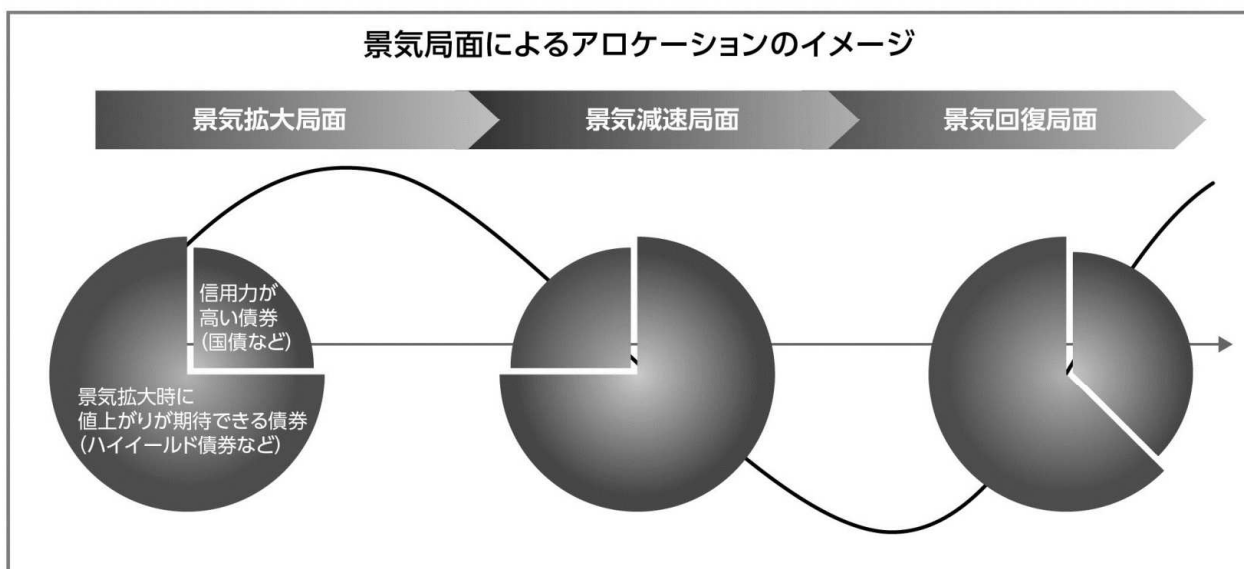 景気局面によるアロケーションのイメージ
景気拡大局面
景気減速局面
景気回復局面
信用力が
高い債券
(国債など)
景気拡大時に
値上がりが期待できる債券
(ハイイールド債券など)